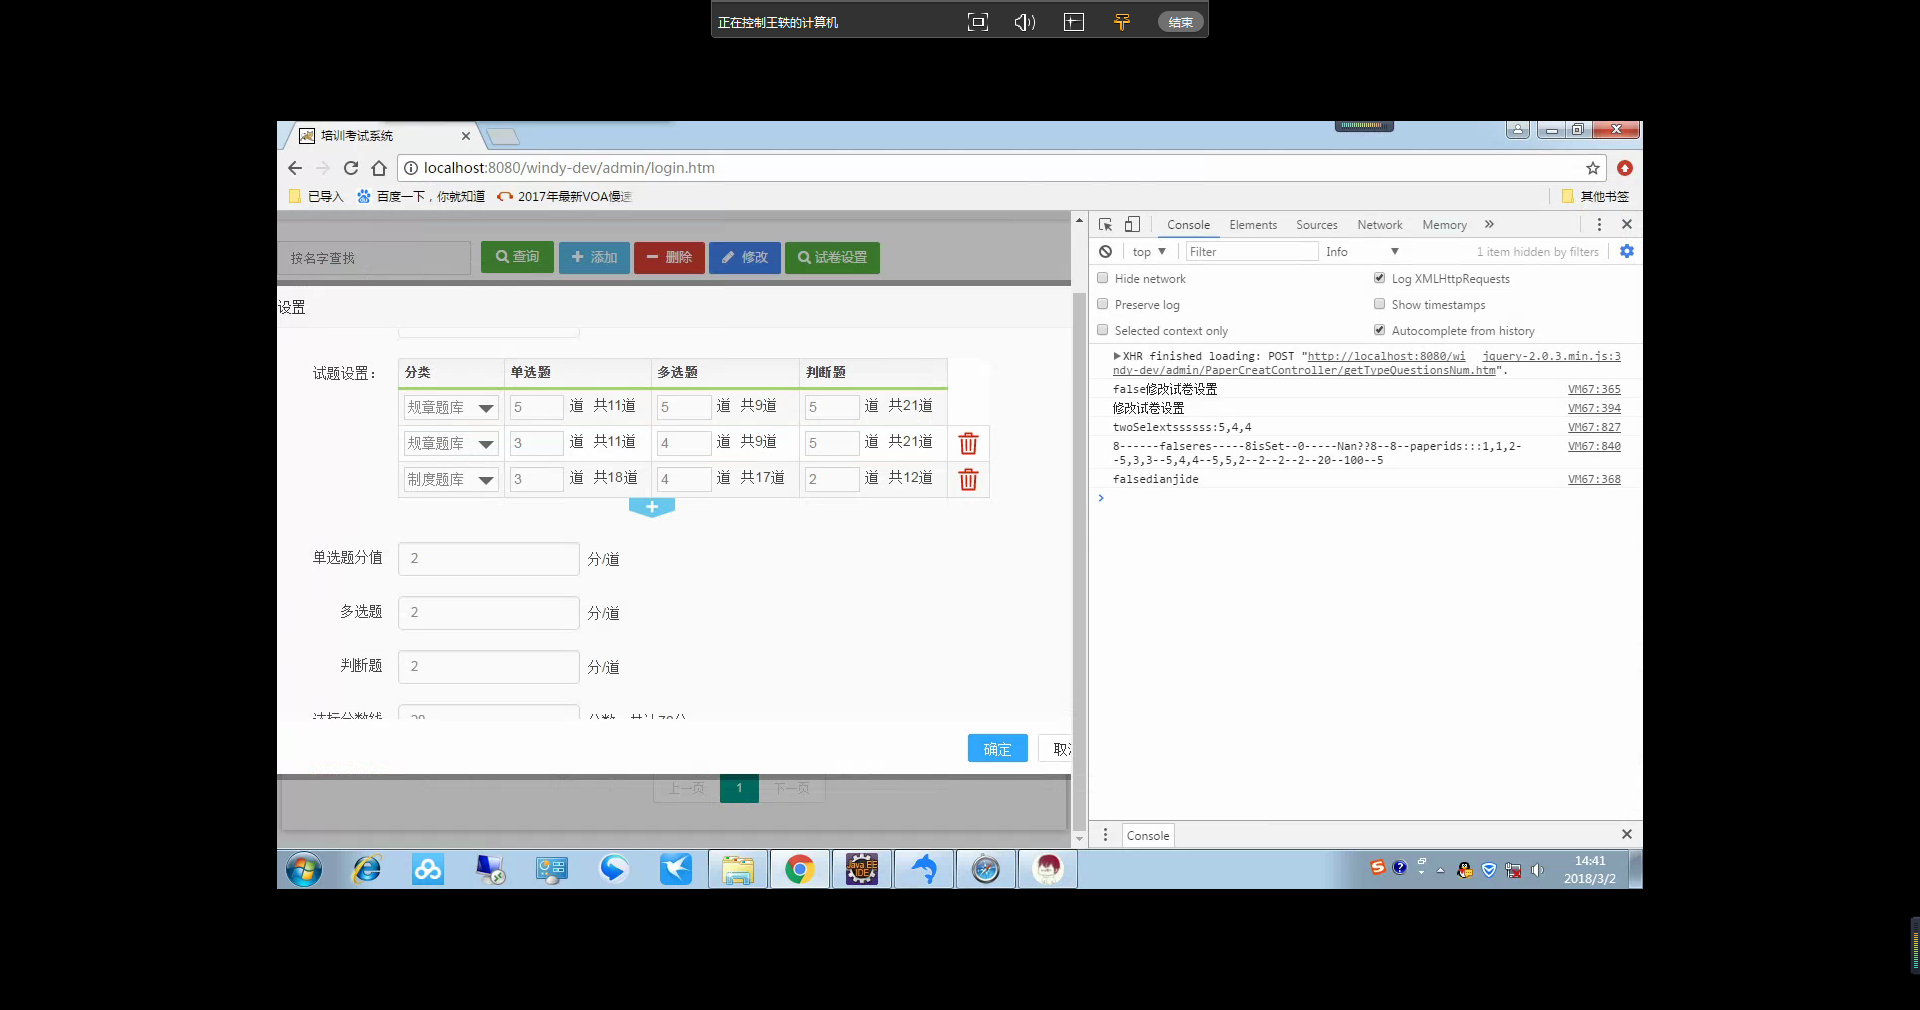 正在控制王轶的计算机
结束
培训考试系统
localhost:8080/windy-dev/admin/login.htm
已导入
百度一下，你就知道
2017年最新VOA慢速
其他书签
按名字查找
查询
添加
删除
修改
试卷设置
设置
试题设置：
分类 单选题 多选题 判断题
规章题库 5 道 共11道 5 道 共9道 5 道 共21道
规章题库 3 道 共11道 4 道 共9道 5 道 共21道
制度题库 3 道 共18道 4 道 共17道 2 道 共12道
单选题分值 2 分/道
多选题 2 分/道
判断题 2 分/道
达标分数线
确定
上一页 1 下一页
Console Elements Sources Network Memory
top Filter Info 1 item hidden by filters
Hide network Log XMLHttpRequests
Preserve log Show timestamps
Selected context only Autocomplete from history
XHR finished loading: POST "http://localhost:8080/wi jquery-2.0.3.min.js:3
ndy-dev/admin/PaperCreatController/getTypeQuestionsNum.htm".
false修改试卷设置 VM67:365
修改试卷设置 VM67:394
twoSelextssssss:5,4,4 VM67:827
8------falseres-----8isSet--0-----Nan??8--8--paperids:::1,1,2- VM67:840
-5,3,3--5,4,4--5,5,2--2--2--2--20--100--5
falsedianjide VM67:368
Console
Java EE
IDE
14:41
2018/3/2